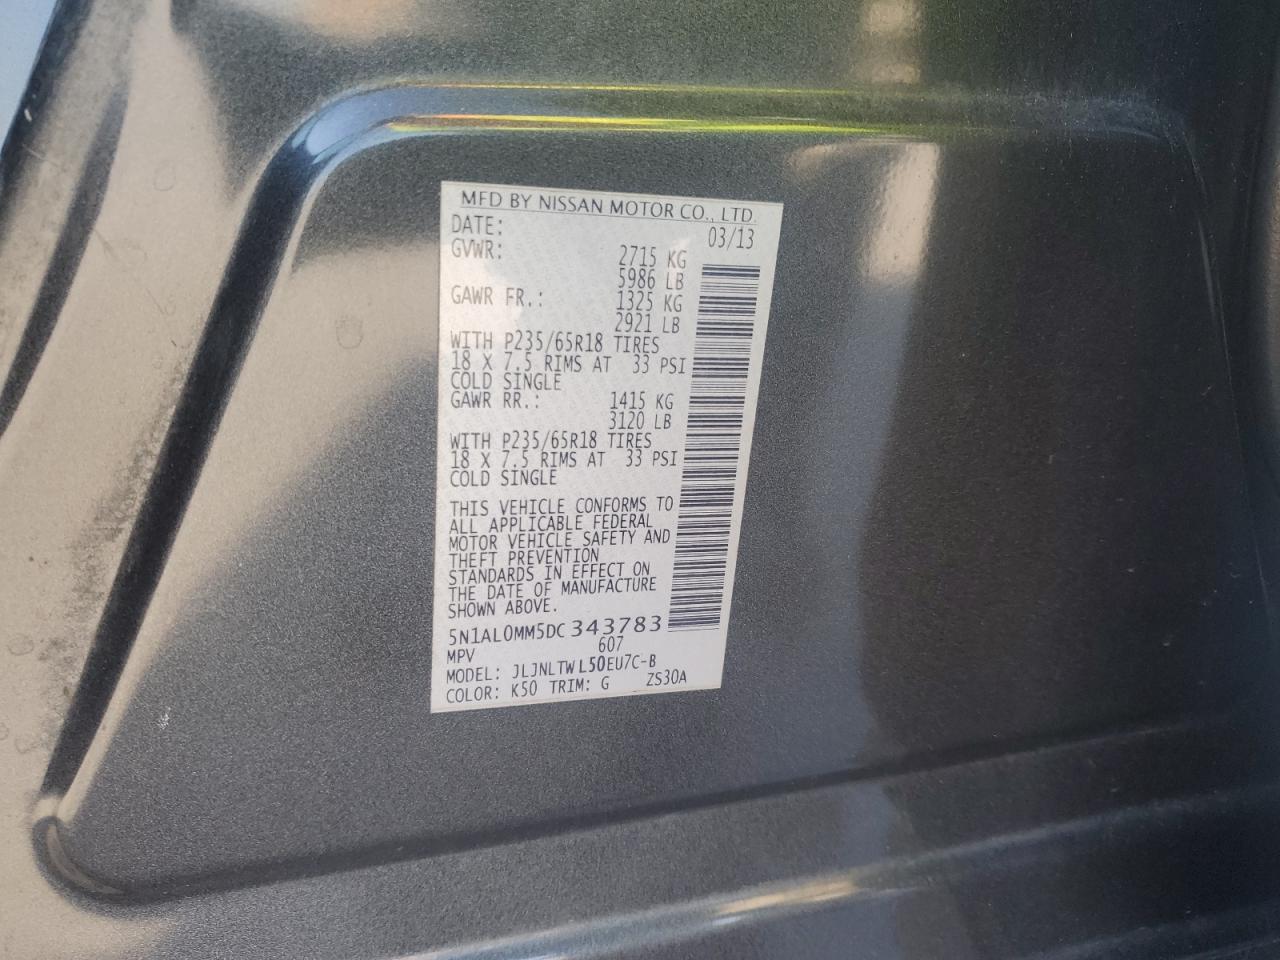 MFD BY NISSAN MOTOR CO., LTD.
DATE: 03/13
GVWR: 2715 KG
5986 LB
GAWR FR.: 1325 KG
2921 LB
WITH P235/65R18 TIRES
18 X 7.5 RIMS AT 33 PSI
COLD SINGLE
GAWR RR.: 1415 KG
3120 LB
WITH P235/65R18 TIRES
18 X 7.5 RIMS AT 33 PSI
COLD SINGLE
THIS VEHICLE CONFORMS TO
ALL APPLICABLE FEDERAL
MOTOR VEHICLE SAFETY AND
THEFT PREVENTION
STANDARDS IN EFFECT ON
THE DATE OF MANUFACTURE
SHOWN ABOVE.
5N1AL0MM5DC 343783
MPV 607
MODEL: JLJNLTWL50EU7C-B
COLOR: K50 TRIM: G ZS30A